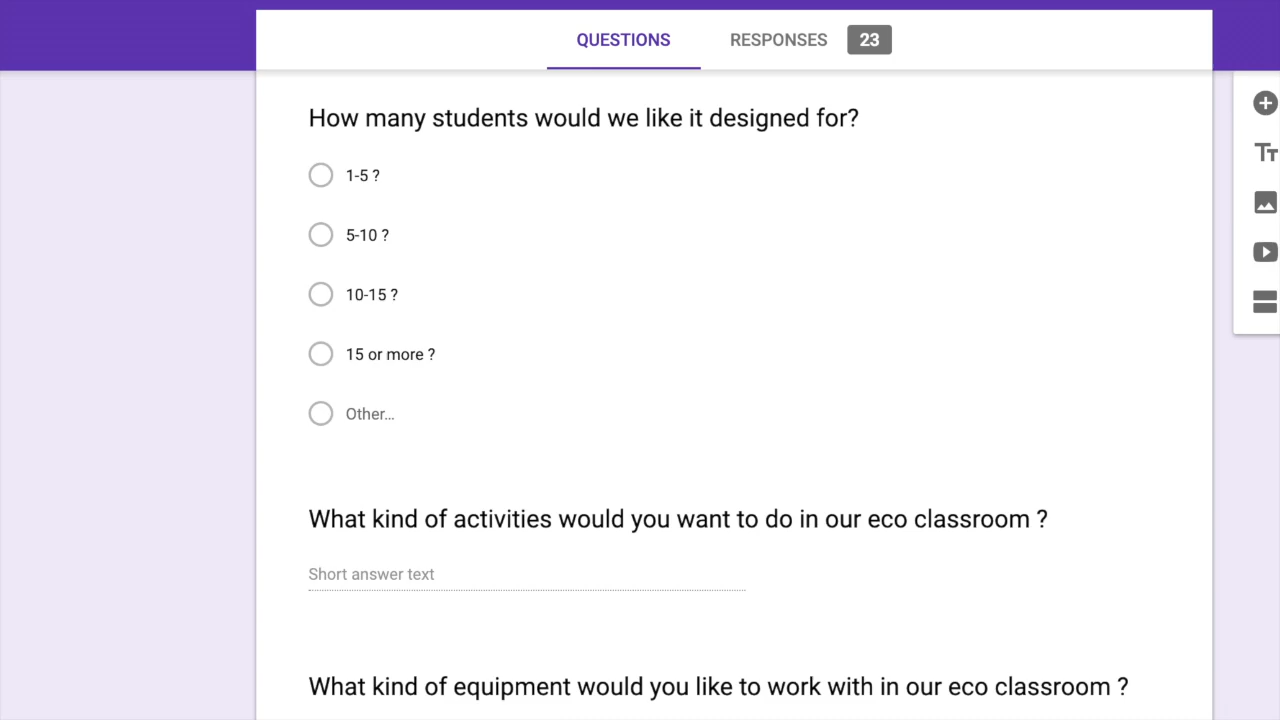 QUESTIONS RESPONSES 23
How many students would we like it designed for?
1-5 ?
5-10 ?
10-15 ?
15 or more ?
Other...
What kind of activities would you want to do in our eco classroom ?
Short answer text
What kind of equipment would you like to work with in our eco classroom ?